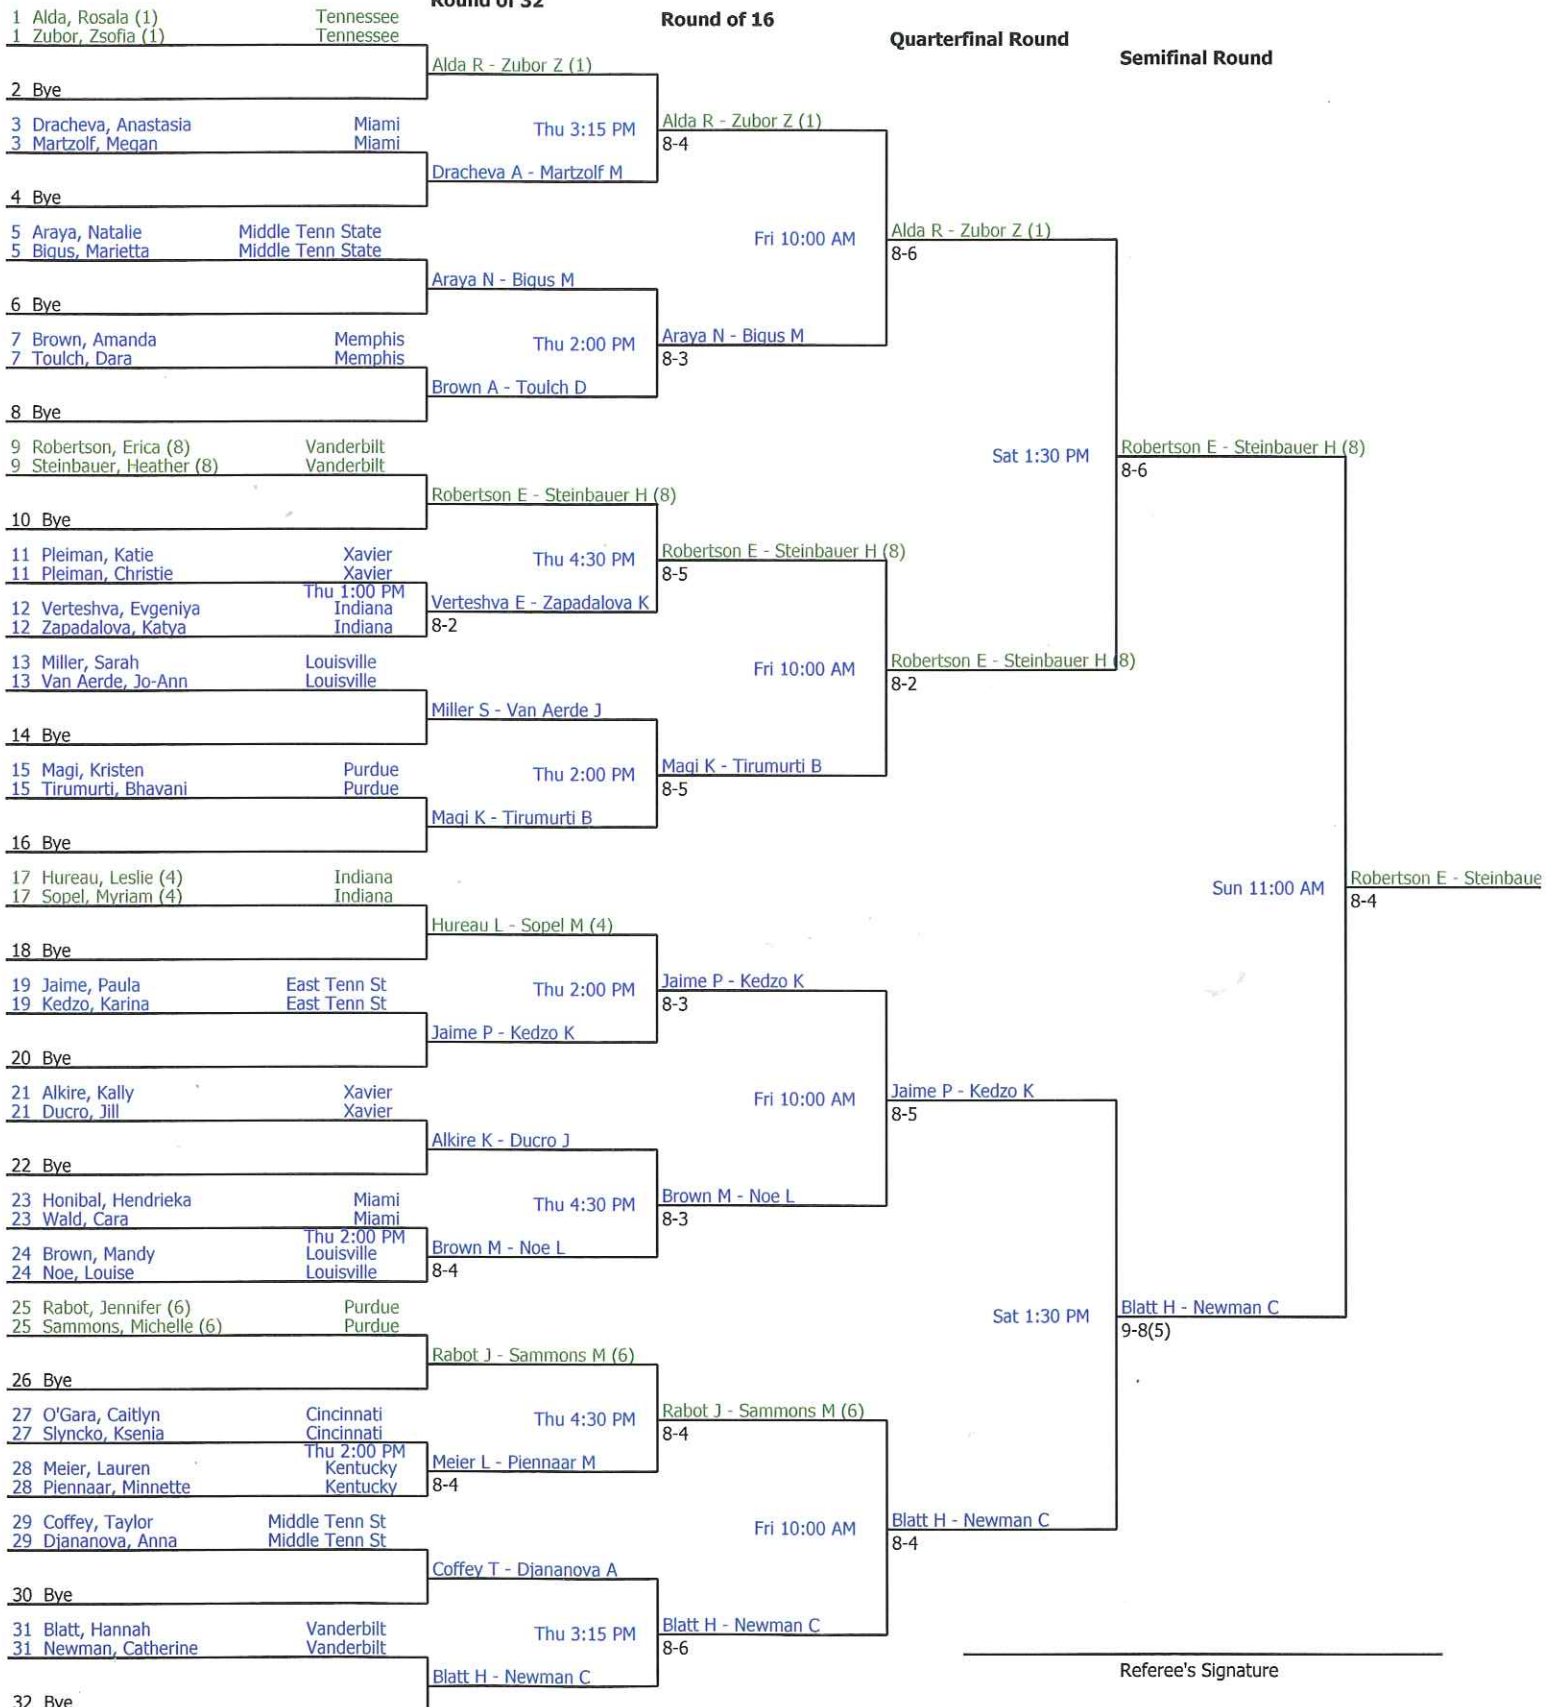 Round of 32
Round of 16
Quarterfinal Round
Semifinal Round
1 Alda, Rosala (1) Tennessee
1 Zubor, Zsofia (1) Tennessee
Alda R - Zubor Z (1)
2 Bye
3 Dracheva, Anastasia Miami
3 Martzolf, Megan Miami
Thu 3:15 PM
Alda R - Zubor Z (1)
8-4
Dracheva A - Martzolf M
4 Bye
5 Araya, Natalie Middle Tenn State
5 Bigus, Marietta Middle Tenn State
Fri 10:00 AM
Alda R - Zubor Z (1)
8-6
Araya N - Bigus M
6 Bye
7 Brown, Amanda Memphis
7 Toulch, Dara Memphis
Thu 2:00 PM
Araya N - Bigus M
8-3
Brown A - Toulch D
8 Bye
9 Robertson, Erica (8) Vanderbilt
9 Steinbauer, Heather (8) Vanderbilt
Sat 1:30 PM
Robertson E - Steinbauer H (8)
8-6
Robertson E - Steinbauer H (8)
10 Bye
11 Pleiman, Katie Xavier
11 Pleiman, Christie Xavier
Thu 4:30 PM
Robertson E - Steinbauer H (8)
8-5
Thu 1:00 PM
12 Verteshva, Evgeniya Indiana
12 Zapadalova, Katya Indiana
Verteshva E - Zapadalova K
8-2
13 Miller, Sarah Louisville
13 Van Aerde, Jo-Ann Louisville
Fri 10:00 AM
Robertson E - Steinbauer H (8)
8-2
Miller S - Van Aerde J
14 Bye
15 Magi, Kristen Purdue
15 Tirumurti, Bhavani Purdue
Thu 2:00 PM
Magi K - Tirumurti B
8-5
Magi K - Tirumurti B
16 Bye
17 Hureau, Leslie (4) Indiana
17 Sopel, Myriam (4) Indiana
Sun 11:00 AM
Robertson E - Steinbaue
8-4
Hureau L - Sopel M (4)
18 Bye
19 Jaime, Paula East Tenn St
19 Kedzo, Karina East Tenn St
Thu 2:00 PM
Jaime P - Kedzo K
8-3
Jaime P - Kedzo K
20 Bye
21 Alkire, Kally Xavier
21 Ducro, Jill Xavier
Fri 10:00 AM
Jaime P - Kedzo K
8-5
Alkire K - Ducro J
22 Bye
23 Honibal, Hendrieka Miami
23 Wald, Cara Miami
Thu 4:30 PM
Brown M - Noe L
8-3
Thu 2:00 PM
24 Brown, Mandy Louisville
24 Noe, Louise Louisville
Brown M - Noe L
8-4
25 Rabot, Jennifer (6) Purdue
25 Sammons, Michelle (6) Purdue
Sat 1:30 PM
Blatt H - Newman C
9-8(5)
Rabot J - Sammons M (6)
26 Bye
27 O'Gara, Caitlyn Cincinnati
27 Slyncko, Ksenia Cincinnati
Thu 4:30 PM
Rabot J - Sammons M (6)
8-4
Thu 2:00 PM
28 Meier, Lauren Kentucky
28 Piennaar, Minnette Kentucky
Meier L - Piennaar M
8-4
29 Coffey, Taylor Middle Tenn St
29 Djananova, Anna Middle Tenn St
Fri 10:00 AM
Blatt H - Newman C
8-4
Coffey T - Djananova A
30 Bye
31 Blatt, Hannah Vanderbilt
31 Newman, Catherine Vanderbilt
Thu 3:15 PM
Blatt H - Newman C
8-6
Blatt H - Newman C
32 Bye
Referee's Signature